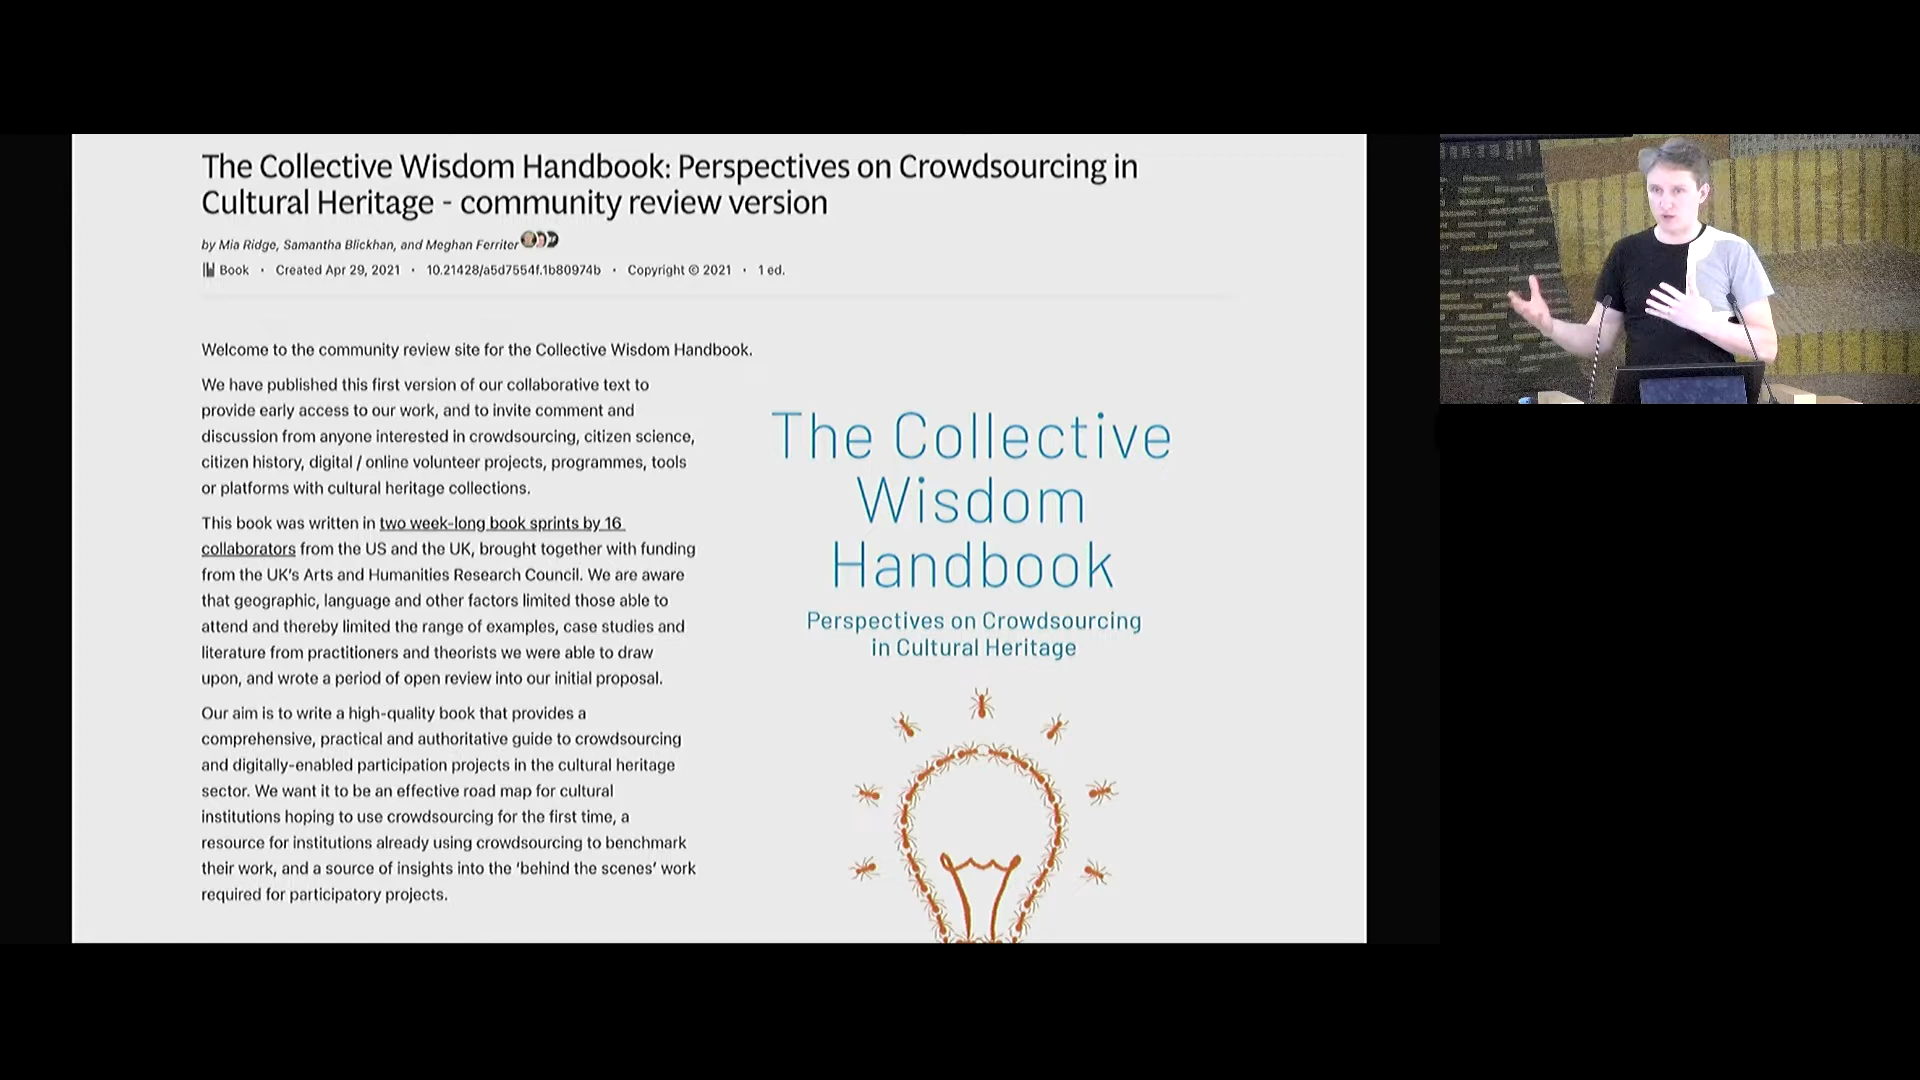 The Collective Wisdom Handbook: Perspectives on Crowdsourcing in
Cultural Heritage - community review version
by Mia Ridge, Samantha Blickhan, and Meghan Ferriter
Book · Created Apr 29, 2021 · 10.21428/a5d7554f.1b80974b · Copyright © 2021 · 1 ed.
Welcome to the community review site for the Collective Wisdom Handbook.
We have published this first version of our collaborative text to
provide early access to our work, and to invite comment and
discussion from anyone interested in crowdsourcing, citizen science,
citizen history, digital / online volunteer projects, programmes, tools
or platforms with cultural heritage collections.
This book was written in two week-long book sprints by 16
collaborators from the US and the UK, brought together with funding
from the UK's Arts and Humanities Research Council. We are aware
that geographic, language and other factors limited those able to
attend and thereby limited the range of examples, case studies and
literature from practitioners and theorists we were able to draw
upon, and wrote a period of open review into our initial proposal.
Our aim is to write a high-quality book that provides a
comprehensive, practical and authoritative guide to crowdsourcing
and digitally-enabled participation projects in the cultural heritage
sector. We want it to be an effective road map for cultural
institutions hoping to use crowdsourcing for the first time, a
resource for institutions already using crowdsourcing to benchmark
their work, and a source of insights into the ‘behind the scenes’ work
required for participatory projects.
The Collective
Wisdom
Handbook
Perspectives on Crowdsourcing
in Cultural Heritage